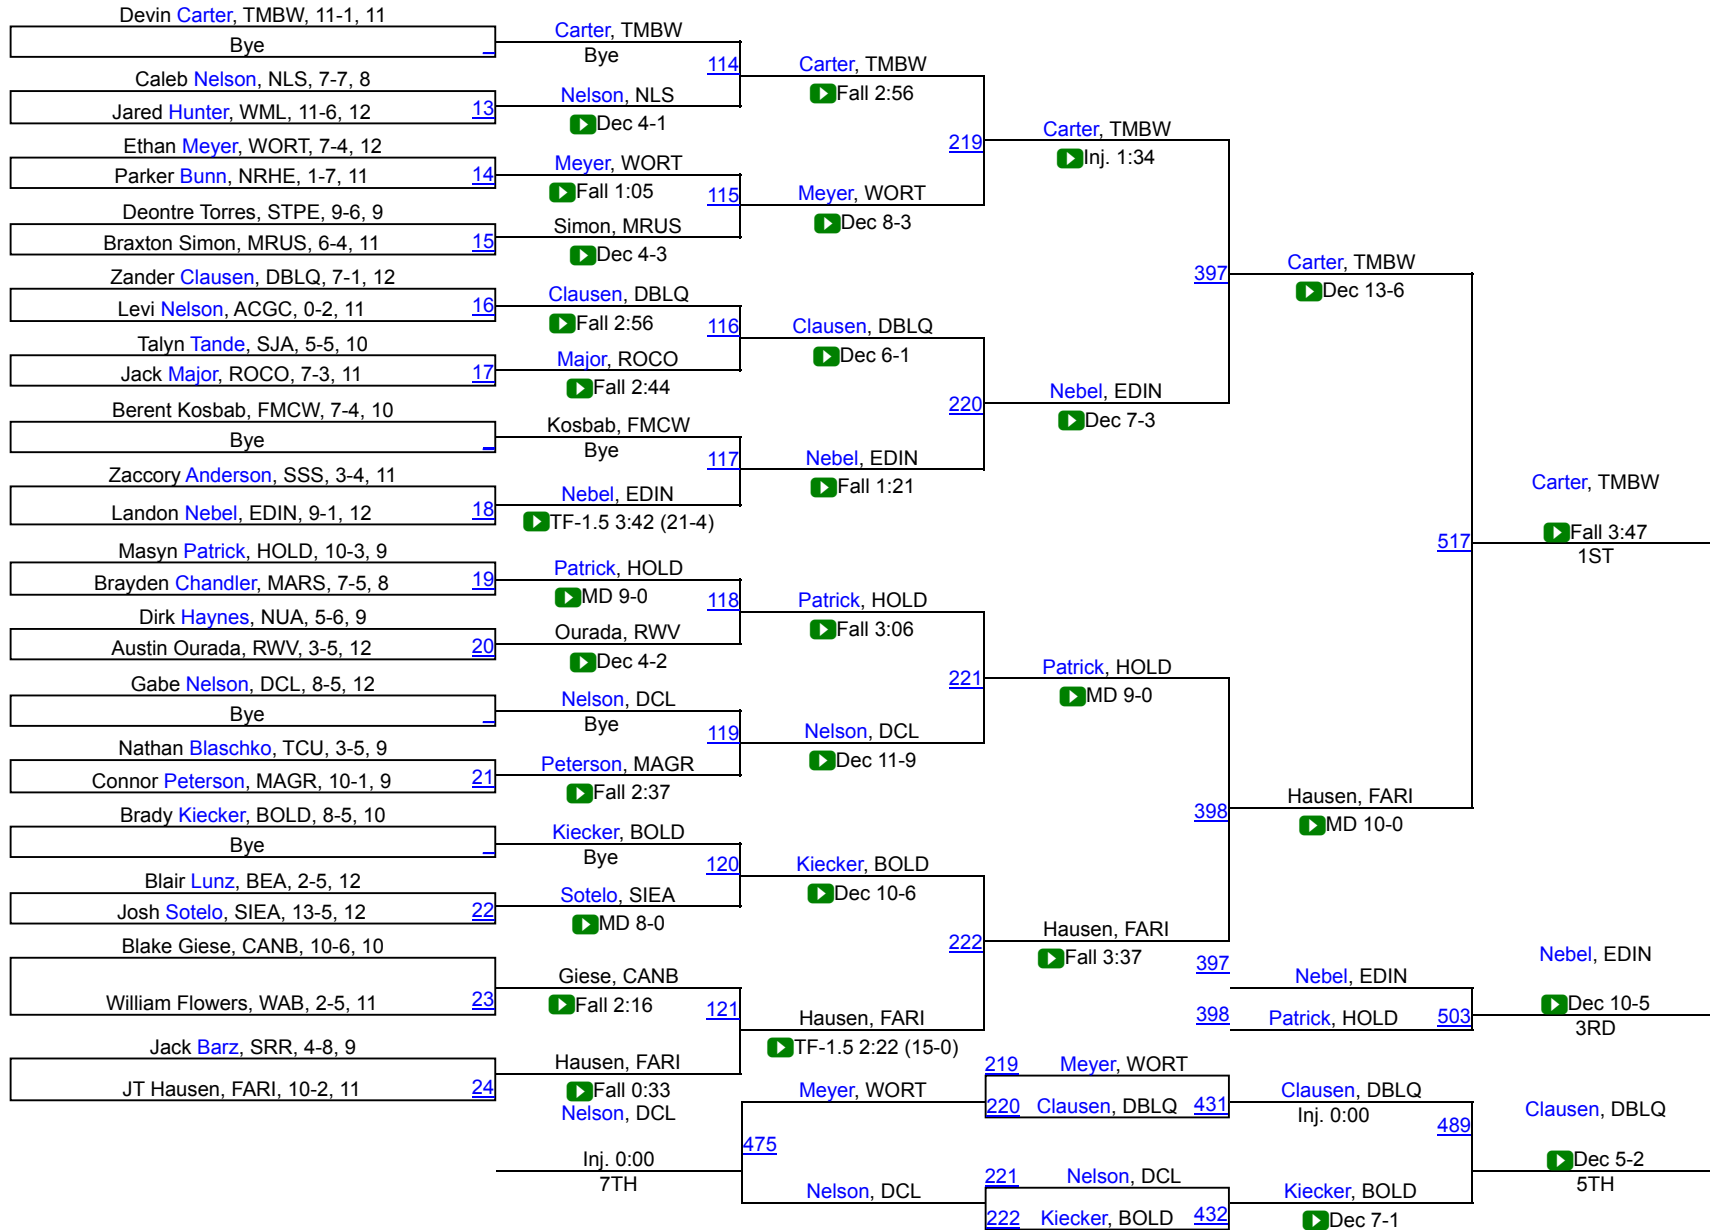 Devin Carter, TMBW, 11-1, 11
Bye
Caleb Nelson, NLS, 7-7, 8
Jared Hunter, WML, 11-6, 12
13
Ethan Meyer, WORT, 7-4, 12
Parker Bunn, NRHE, 1-7, 11
14
Deontre Torres, STPE, 9-6, 9
Braxton Simon, MRUS, 6-4, 11
15
Zander Clausen, DBLQ, 7-1, 12
Levi Nelson, ACGC, 0-2, 11
16
Talyn Tande, SJA, 5-5, 10
Jack Major, ROCO, 7-3, 11
17
Berent Kosbab, FMCW, 7-4, 10
Bye
Zaccory Anderson, SSS, 3-4, 11
Landon Nebel, EDIN, 9-1, 12
18
Masyn Patrick, HOLD, 10-3, 9
Brayden Chandler, MARS, 7-5, 8
19
Dirk Haynes, NUA, 5-6, 9
Austin Ourada, RWV, 3-5, 12
20
Gabe Nelson, DCL, 8-5, 12
Bye
Nathan Blaschko, TCU, 3-5, 9
Connor Peterson, MAGR, 10-1, 9
21
Brady Kiecker, BOLD, 8-5, 10
Bye
Blair Lunz, BEA, 2-5, 12
Josh Sotelo, SIEA, 13-5, 12
22
Blake Giese, CANB, 10-6, 10
William Flowers, WAB, 2-5, 11
23
Jack Barz, SRR, 4-8, 9
JT Hausen, FARI, 10-2, 11
24
Carter, TMBW
Bye
114
Nelson, NLS
Dec 4-1
Meyer, WORT
Fall 1:05
115
Simon, MRUS
Dec 4-3
Clausen, DBLQ
Fall 2:56
116
Major, ROCO
Fall 2:44
Kosbab, FMCW
Bye
117
Nebel, EDIN
TF-1.5 3:42 (21-4)
Patrick, HOLD
MD 9-0
118
Ourada, RWV
Dec 4-2
Nelson, DCL
Bye
119
Peterson, MAGR
Fall 2:37
Kiecker, BOLD
Bye
120
Sotelo, SIEA
MD 8-0
Giese, CANB
Fall 2:16
121
Hausen, FARI
Fall 0:33
Nelson, DCL
Inj. 0:00
7TH
Carter, TMBW
Fall 2:56
219
Meyer, WORT
Dec 8-3
Clausen, DBLQ
Dec 6-1
220
Nebel, EDIN
Fall 1:21
Patrick, HOLD
Fall 3:06
221
Nelson, DCL
Dec 11-9
Kiecker, BOLD
Dec 10-6
222
Hausen, FARI
TF-1.5 2:22 (15-0)
Meyer, WORT
475
Nelson, DCL
Carter, TMBW
Inj. 1:34
397
Nebel, EDIN
Dec 7-3
Patrick, HOLD
MD 9-0
398
Hausen, FARI
Fall 3:37
219 Meyer, WORT
220 Clausen, DBLQ 431
221 Nelson, DCL
222 Kiecker, BOLD 432
Carter, TMBW
Dec 13-6
517
Hausen, FARI
MD 10-0
397 Nebel, EDIN
398 Patrick, HOLD 503
Clausen, DBLQ
Inj. 0:00
489
Kiecker, BOLD
Dec 7-1
Carter, TMBW
Fall 3:47
1ST
Nebel, EDIN
Dec 10-5
3RD
Clausen, DBLQ
Dec 5-2
5TH